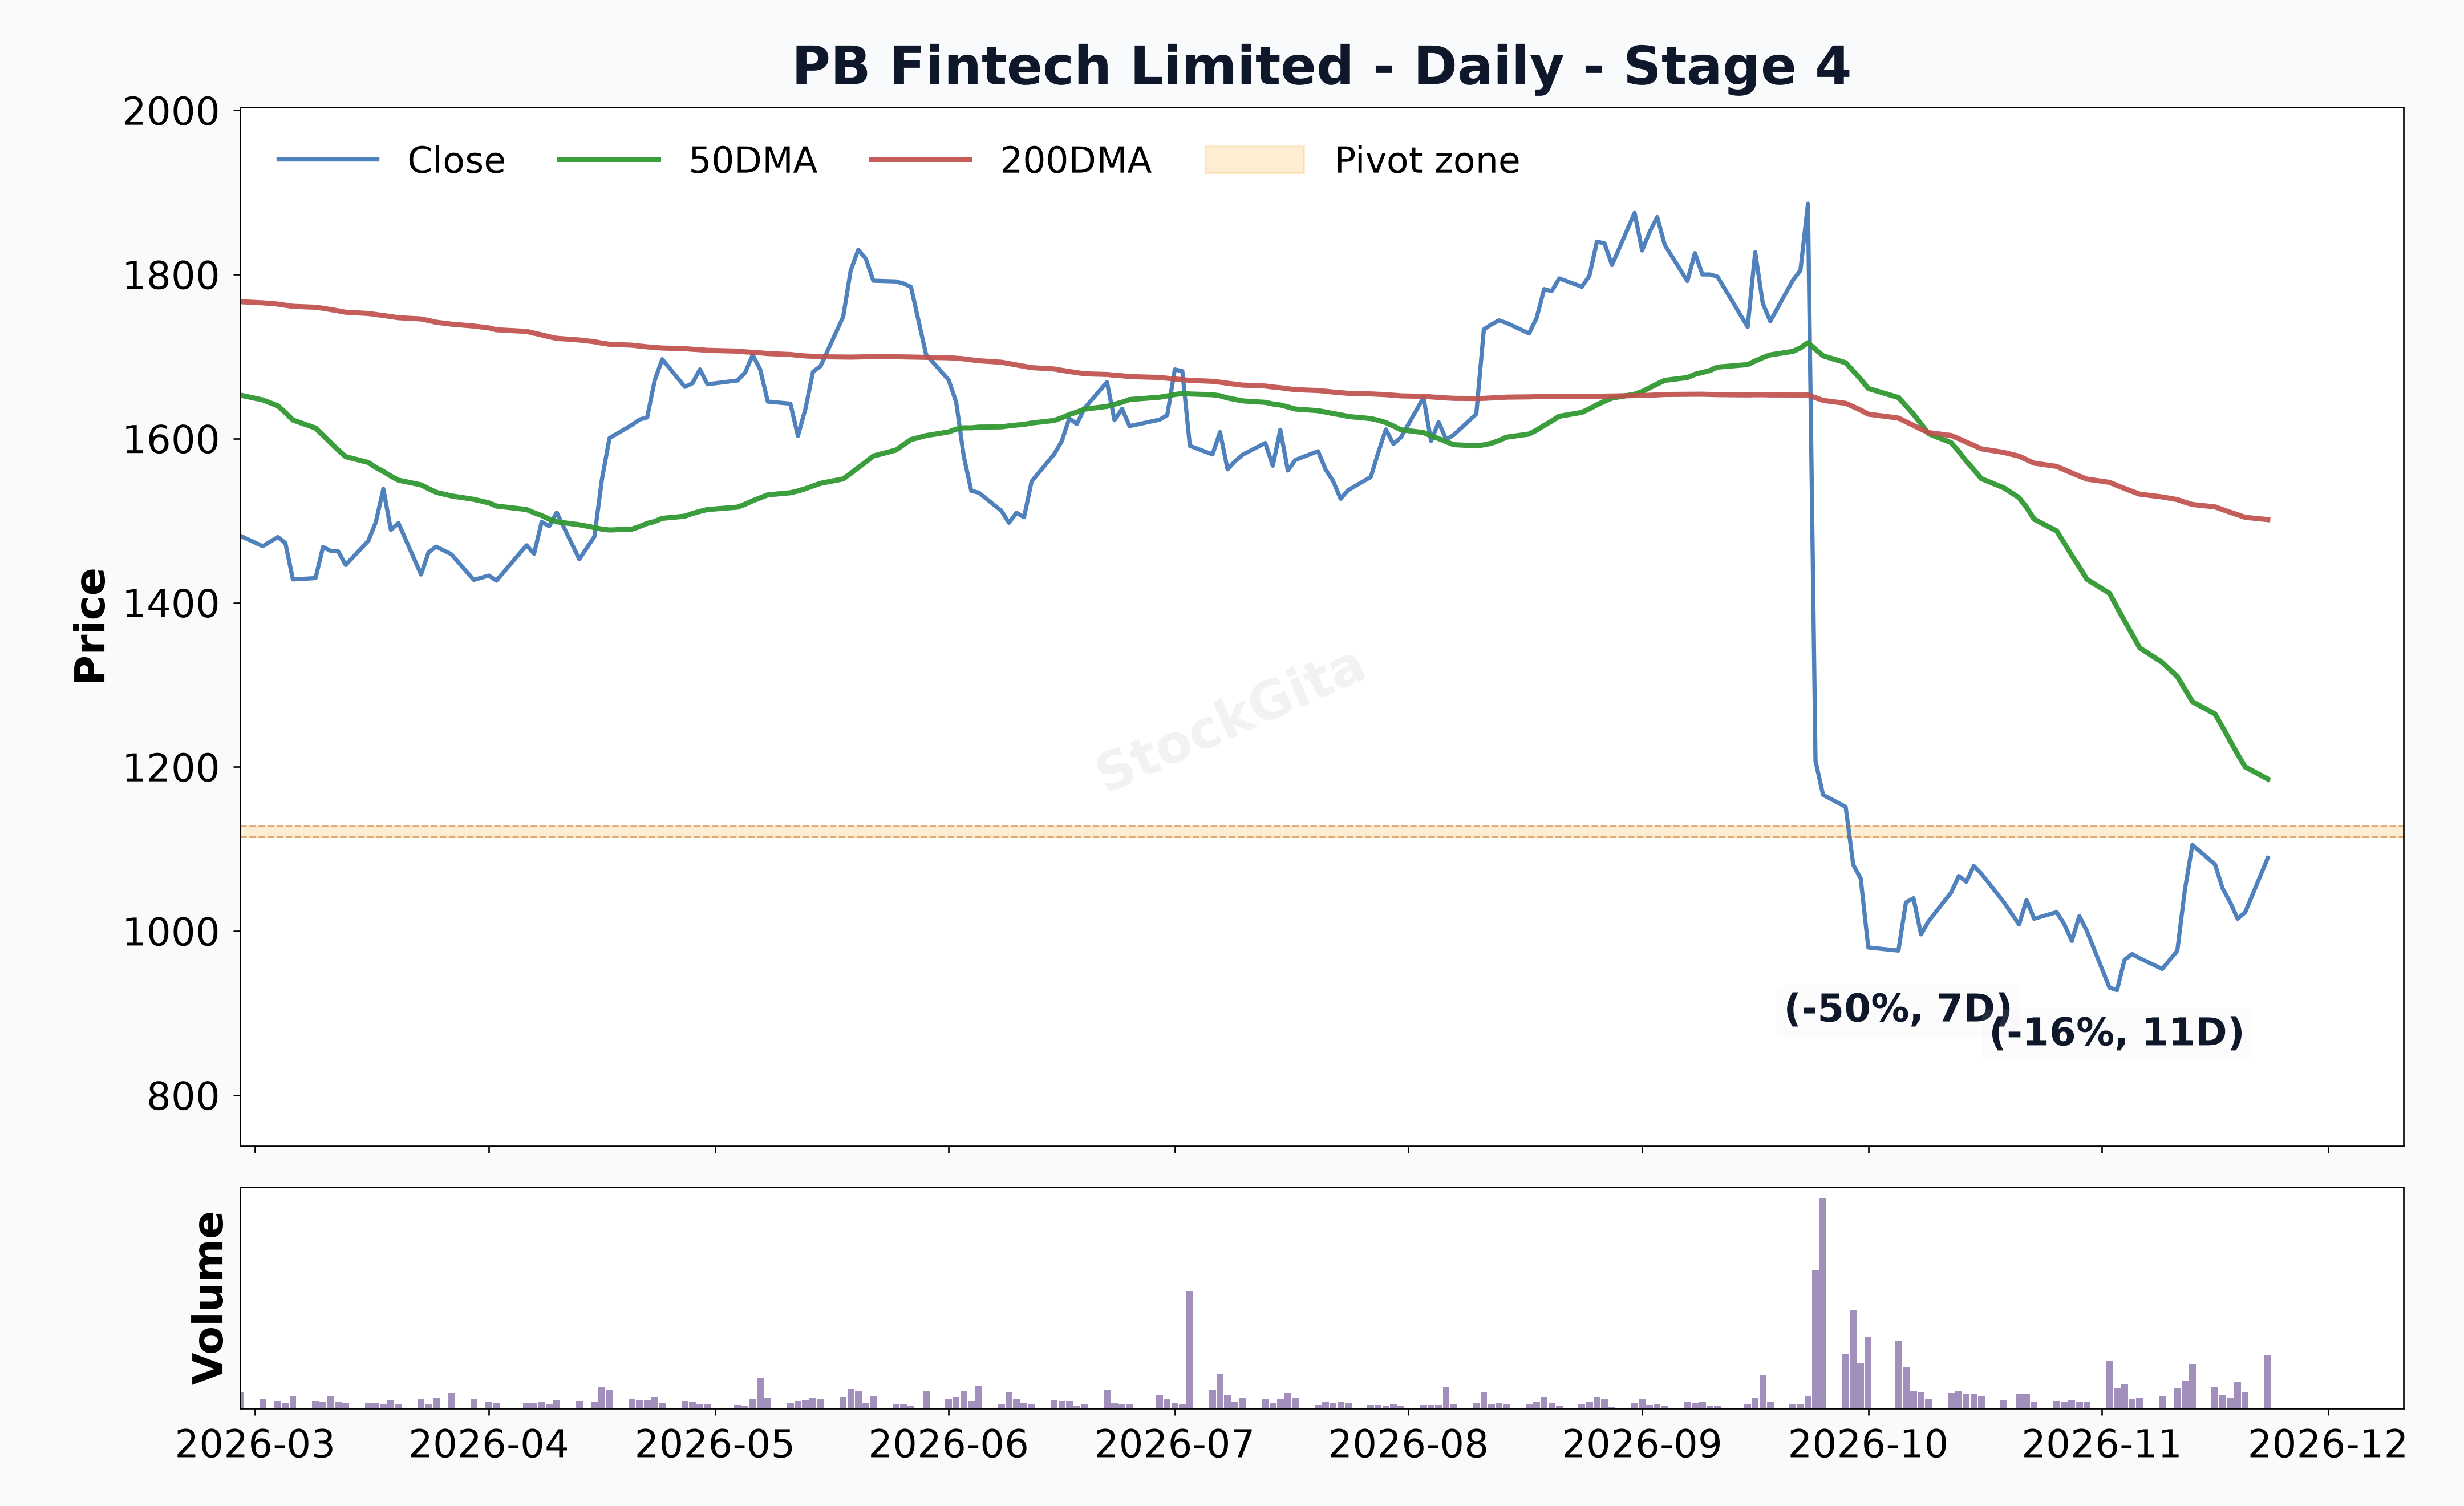 PB Fintech Limited - Daily - Stage 4
2000
1800
1600
1400
1200
1000
800
Price
Close 50DMA 200DMA Pivot zone
StockGita
(-50%, 7D)
(-16%, 11D)
Volume
2026-03 2026-04 2026-05 2026-06 2026-07 2026-08 2026-09 2026-10 2026-11 2026-12